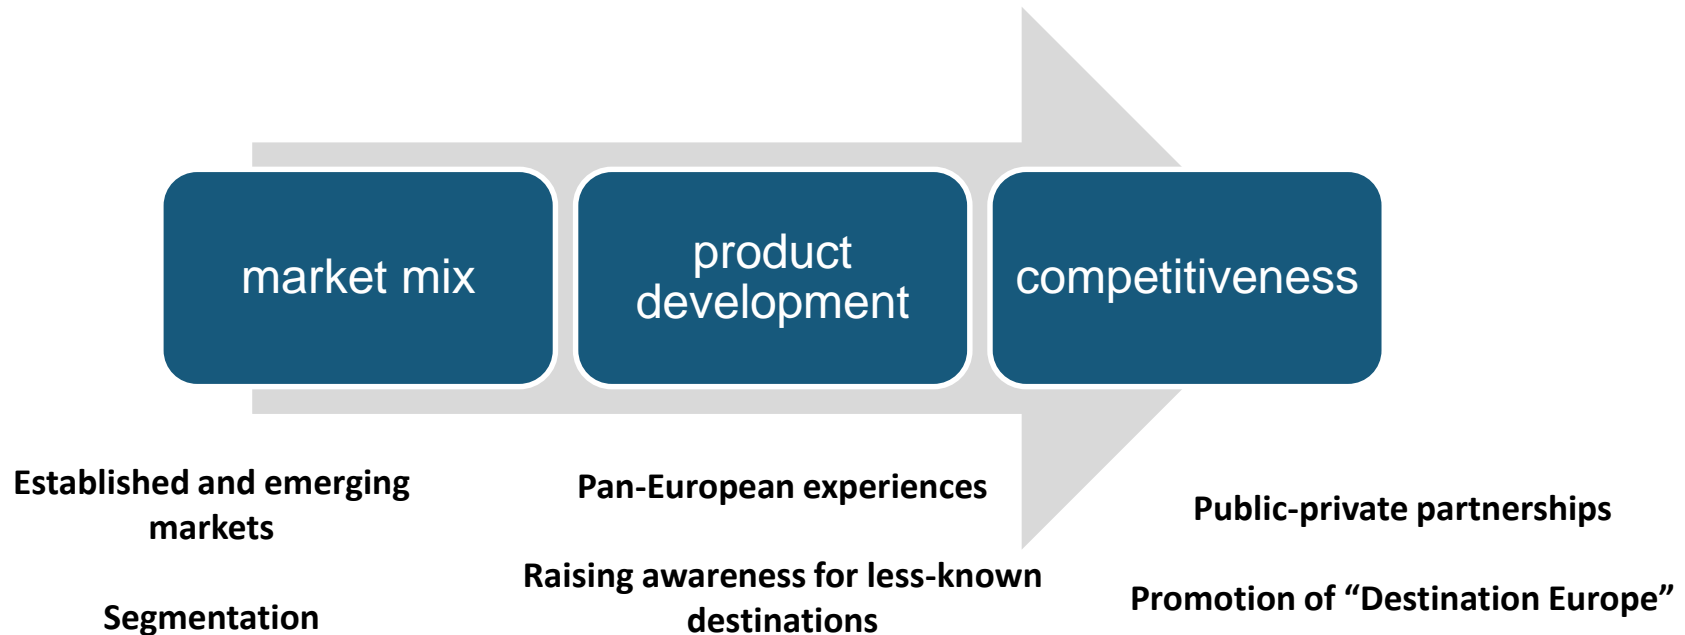 market mix
product
development
competitiveness
Established and emerging
markets
Segmentation
Pan-European experiences
Raising awareness for less-known
destinations
Public-private partnerships
Promotion of “Destination Europe”